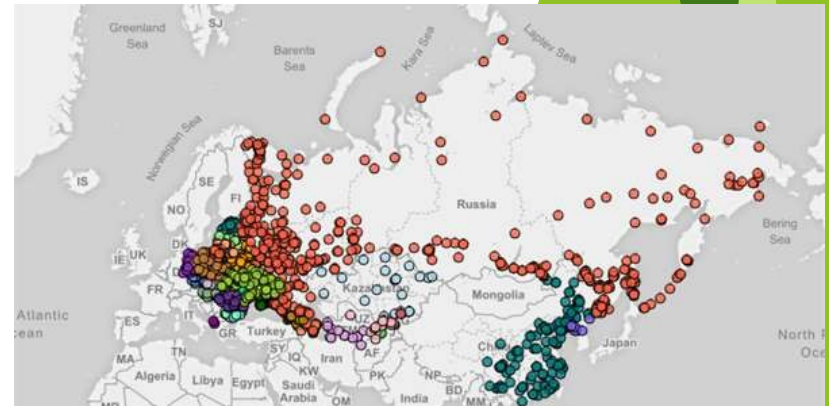 Greenland
Sea
SJ
Barents
Sea
Kara Sea
Laptev Sea
Norwegian Sea
IS
SE
FI
NO
Russia
Bering
Sea
DK
IE
UK
FR
Kazakhstan
Mongolia
Atlantic
cean
ES
IT
GR
Turkey
UZ
Japan
North P
Oce
MA
TN
SY
IQ
Iran
AF
Algeria
Libya
Egypt
KW
Saudi
Arabia
OM
PK
NP
BD
India
MM